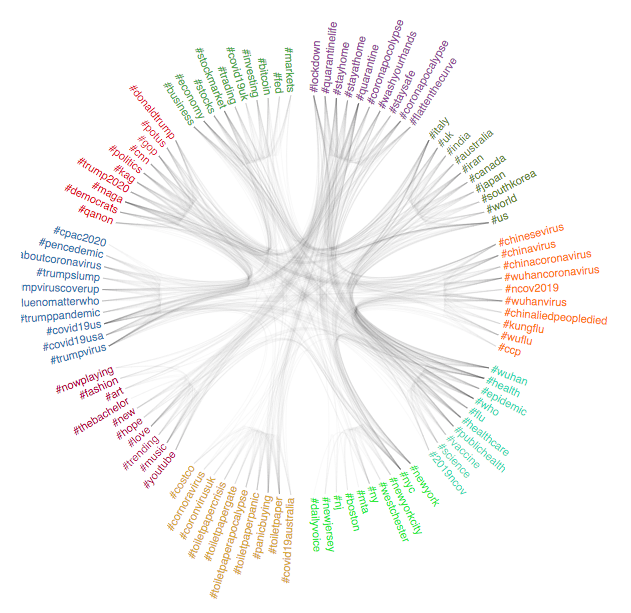 #lockdown
#quarantinelife
#stayhome
#stayathome
#quarantine
#coronapocolypse
#washyourhands
#staysafe
#coronapocalypse
#flattenthecurve
#italy
#uk
#india
#australia
#iran
#canada
#japan
#southkorea
#world
#us
#chinesevirus
#chinavirus
#chinacoronavirus
#wuhancoronavirus
#ncov2019
#wuhanvirus
#chinaliedpeopledied
#kungflu
#wuflu
#ccp
#wuhan
#health
#epidemic
#who
#flu
#healthcare
#publichealth
#vaccine
#science
#2019ncov
#newyork
#nyc
#newyorkcity
#westchester
#ny
#mta
#boston
#nj
#newjersey
#dailyvoice
#covid19australia
#toiletpaper
#panicbuying
#toiletpaperpanic
#toiletpaperapocalypse
#toiletpapergate
#toiletpapercrisis
#coronvirusuk
#cornoravirus
#costco
#youtube
#music
#trending
#love
#hope
#new
#thebachelor
#art
#fashion
#nowplaying
#trumpvirus
#covid19usa
#covid19us
#trumppandemic
luenomatterwho
mpviruscoverup
#trumpslump
aboutcoronavirus
#pencedemic
#cpac2020
#qanon
#democrats
#maga
#trump2020
#kag
#politics
#cnn
#gop
#potus
#donaldtrump
#business
#economy
#stocks
#stockmarket
#trading
#covid19uk
#investing
#bitcoin
#fed
#markets